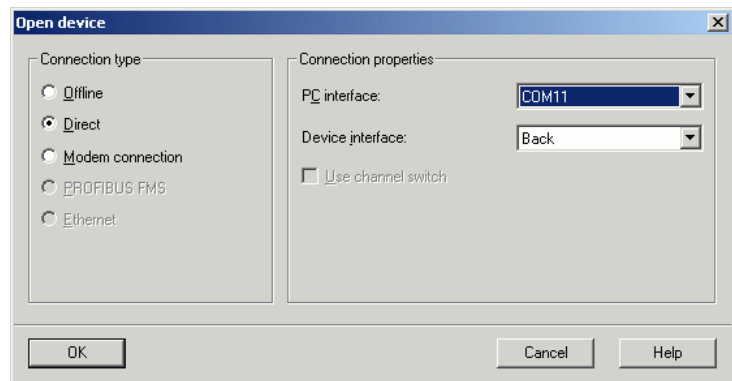 Open device
Connection type
Offline
Direct
Modem connection
PROFIBUS FMS
Ethernet
Connection properties
PC interface:
COM11
Device interface:
Back
Use channel switch
OK
Cancel
Help